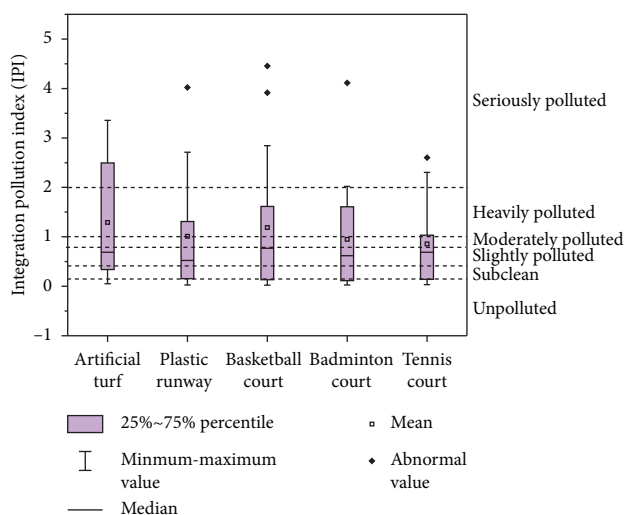 Integration pollution index (IPI)
5
4
3
2
1
0
−1
Seriously polluted
Heavily polluted
Moderately polluted
Slightly polluted
Subclean
Unpolluted
Artificial
turf
Plastic
runway
Basketball
court
Badminton
court
Tennis
court
25%~75% percentile
Minmum-maximum
value
Median
Mean
Abnormal
value